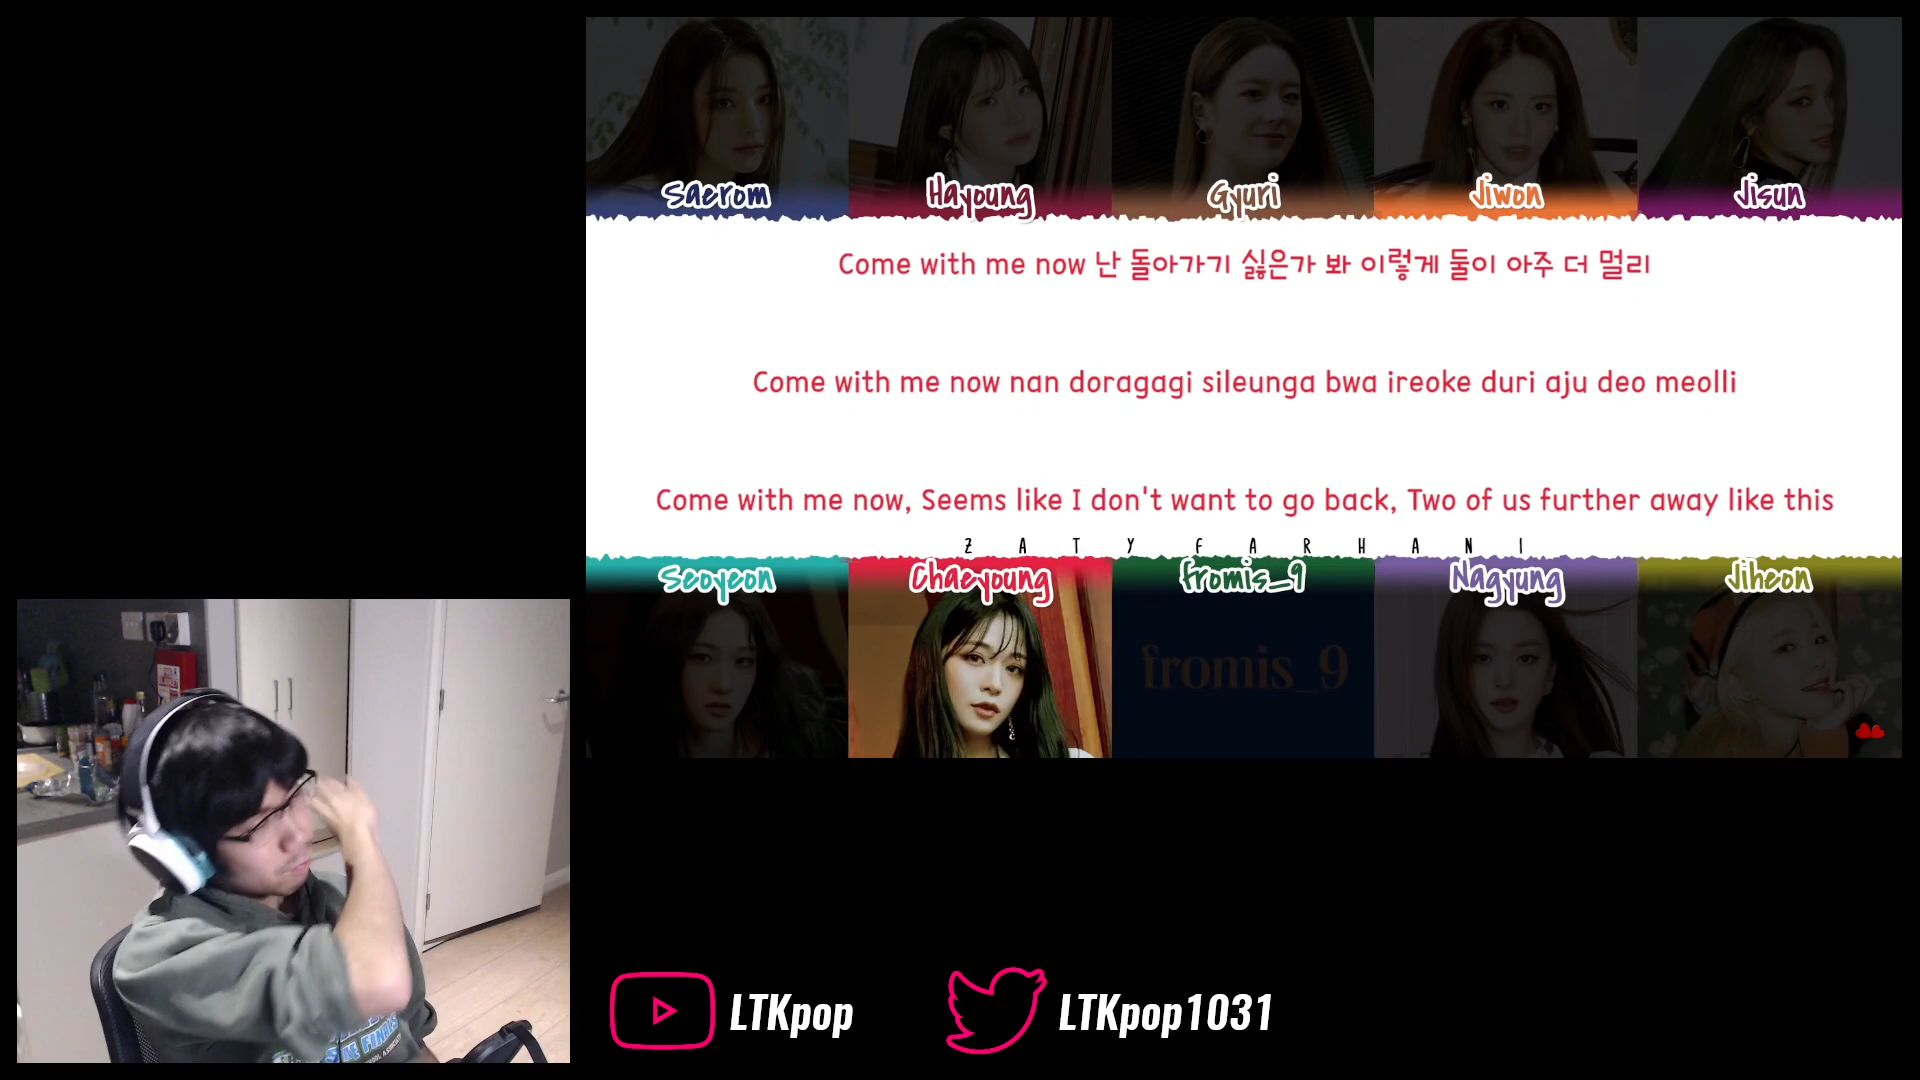 Saerom
Hayoung
Gyuri
Jiwon
Jisun
Come with me now 난 돌아가기 싫은가 봐 이렇게 둘이 아주 더 멀리
Come with me now nan doragagi sileunga bwa ireoke duri aju deo meolli
Come with me now, Seems like I don't want to go back, Two of us further away like this
ZATYFARHANI
Seoyeon
Chaeyoung
fromis_9
Nagyung
Jiheon
fromis_9
LTKpop
LTKpop1031